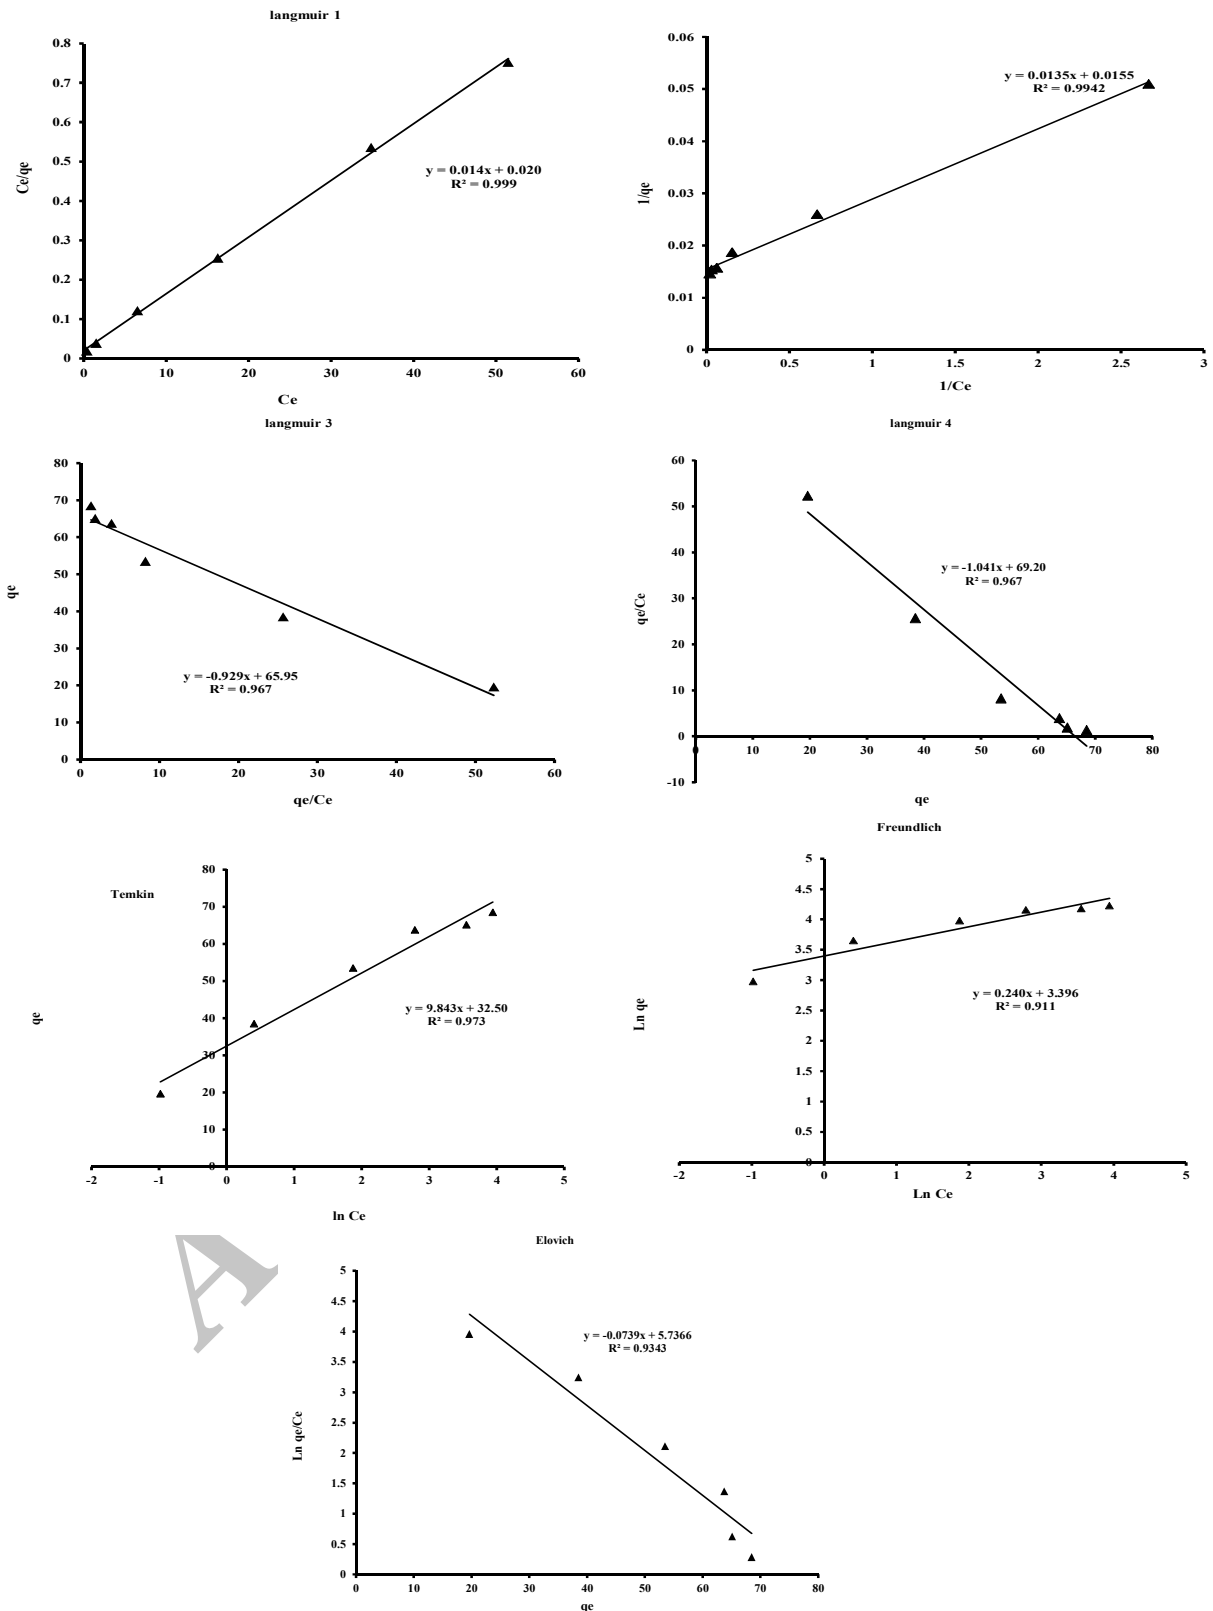 langmuir 1
0.8
0.7
0.6
0.5
0.4
0.3
0.2
0.1
0
Ce/qe
y = 0.014x + 0.020
R² = 0.999
0 10 20 30 40 50 60
Ce
0.06
0.05
0.04
0.03
0.02
0.01
0
1/qe
y = 0.0135x + 0.0155
R² = 0.9942
0 0.5 1 1.5 2 2.5 3
1/Ce
langmuir 3
80
70
60
50
40
30
20
10
0
qe
y = -0.929x + 65.95
R² = 0.967
0 10 20 30 40 50 60
qe/Ce
langmuir 4
60
50
40
30
20
10
0
-10
qe/Ce
y = -1.041x + 69.20
R² = 0.967
0 10 20 30 40 50 60 70 80
qe
Temkin
80
70
60
50
40
30
20
10
0
qe
y = 9.843x + 32.50
R² = 0.973
-2 -1 0 1 2 3 4 5
ln Ce
Freundlich
5
4.5
4
3.5
3
2.5
2
1.5
1
0.5
0
Ln qe
y = 0.240x + 3.396
R² = 0.911
-2 -1 0 1 2 3 4 5
Ln Ce
A
Elovich
5
4.5
4
3.5
3
2.5
2
1.5
1
0.5
0
Ln qe/Ce
y = -0.0739x + 5.7366
R² = 0.9343
0 10 20 30 40 50 60 70 80
qe